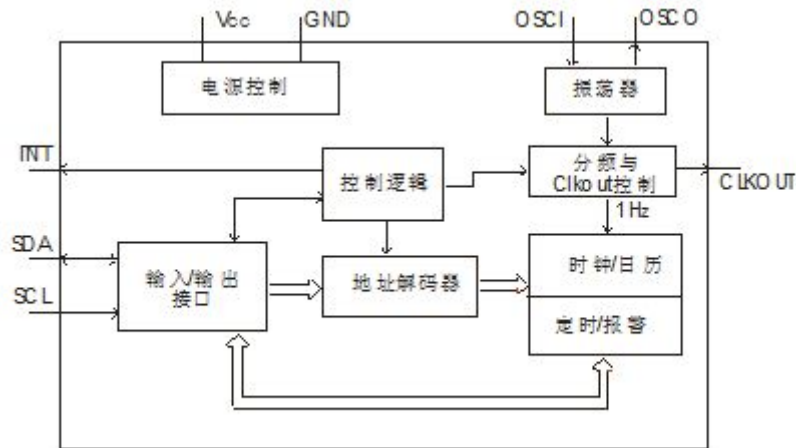 Vcc GND OSCI OSCO
电源控制
振荡器
INT
控制逻辑
分频与
Clkout控制
CLKOUT
1Hz
SDA
输入/输出
接口
地址解码器
时钟/日历
SCL
定时/报警